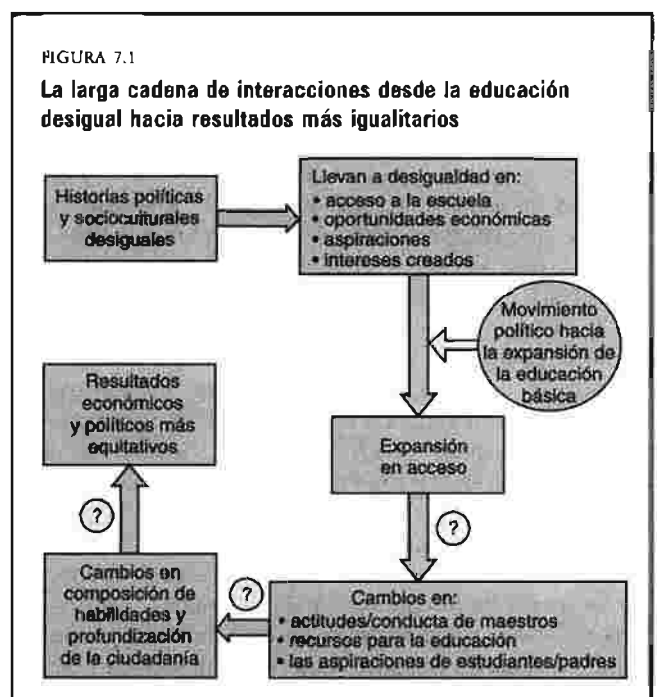 FIGURA 7.1
La larga cadena de interacciones desde la educación
desigual hacia resultados más igualitarios
Historias políticas
y socioculturales
desiguales
Llevan a desigualdad en:
• acceso a la escuela
• oportunidades económicas
• aspiraciones
• intereses creados
Movimiento
político hacia
la expansión de
la educación
básica
Resultados
económicos
y políticos más
equitativos
Expansión
en acceso
?
?
Cambios en
composición de
habilidades y
profundización
de la ciudadanía
?
Cambios en:
• actitudes/conducta de maestros
• recursos para la educación
• las aspiraciones de estudiantes/padres